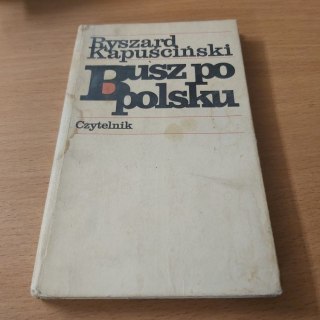 Ryszard
Kapuściński
Busz po
polsku
Czytelnik